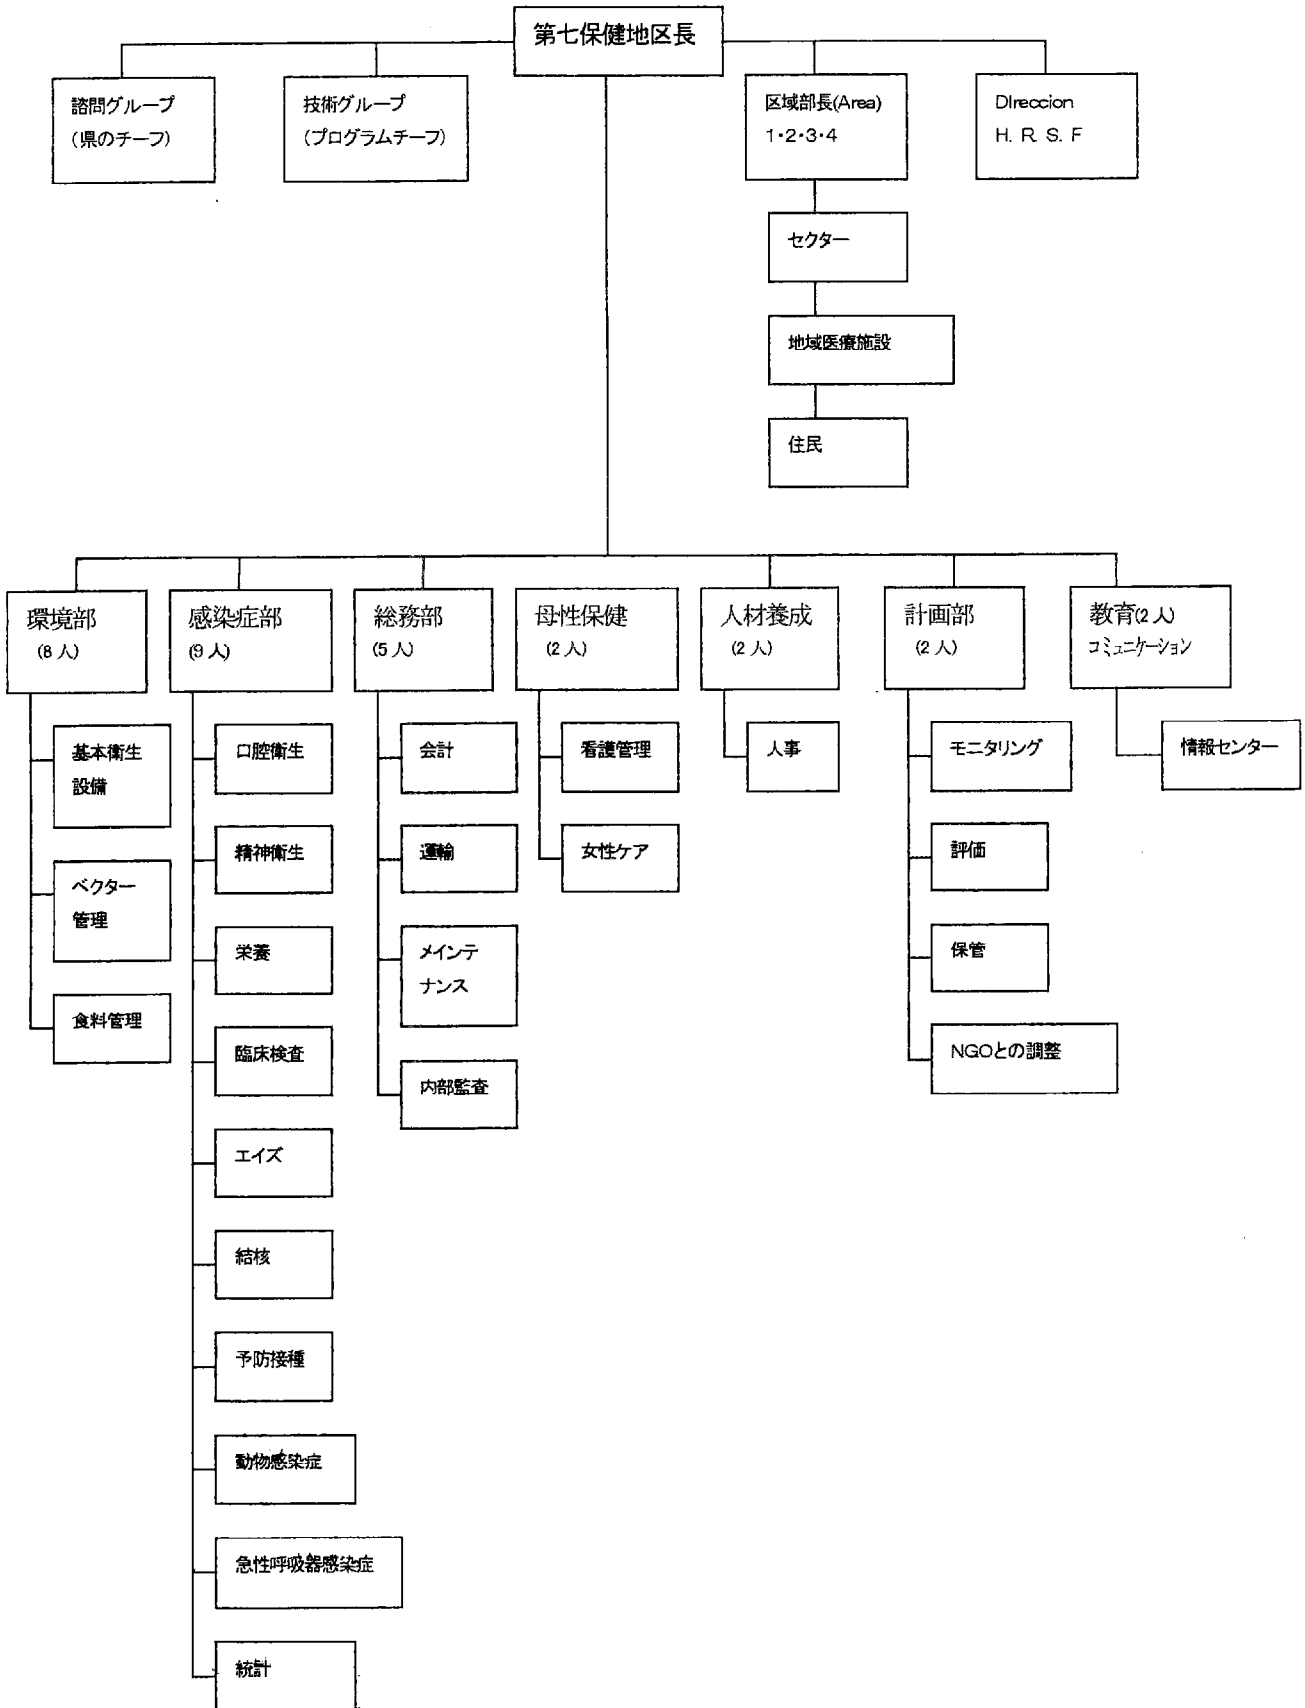 第七保健地区長
諮問グループ
(県のチーフ)
技術グループ
(プログラムチーフ)
区域部長(Area)
1・2・3・4
DIreccion
H. R. S. F
セクター
地域医療施設
住民
環境部
(8 人)
感染症部
(9 人)
総務部
(5 人)
母性保健
(2 人)
人材養成
(2 人)
計画部
(2 人)
教育(2 人)
コミュニケーション
基本衛生
設備
ベクター
管理
食料管理
口腔衛生
精神衛生
栄養
臨床検査
エイズ
結核
予防接種
動物感染症
急性呼吸器感染症
統計
会計
運輸
メインテ
ナンス
内部監査
看護管理
女性ケア
人事
モニタリング
評価
保管
NGOとの調整
情報センター